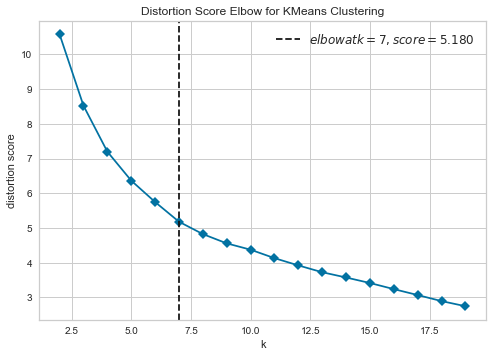 Distortion Score Elbow for KMeans Clustering
elbowatk = 7, score = 5.180
distortion score
10
9
8
7
6
5
4
3
2.5 5.0 7.5 10.0 12.5 15.0 17.5
k